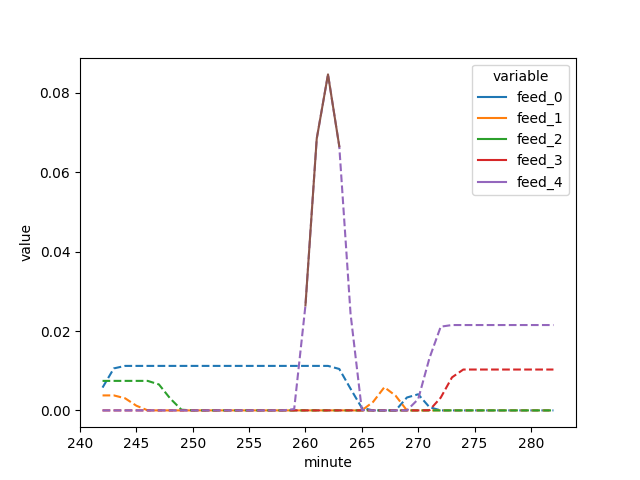 variable
feed_0
feed_1
feed_2
feed_3
feed_4
value
0.08
0.06
0.04
0.02
0.00
240 245 250 255 260 265 270 275 280
minute